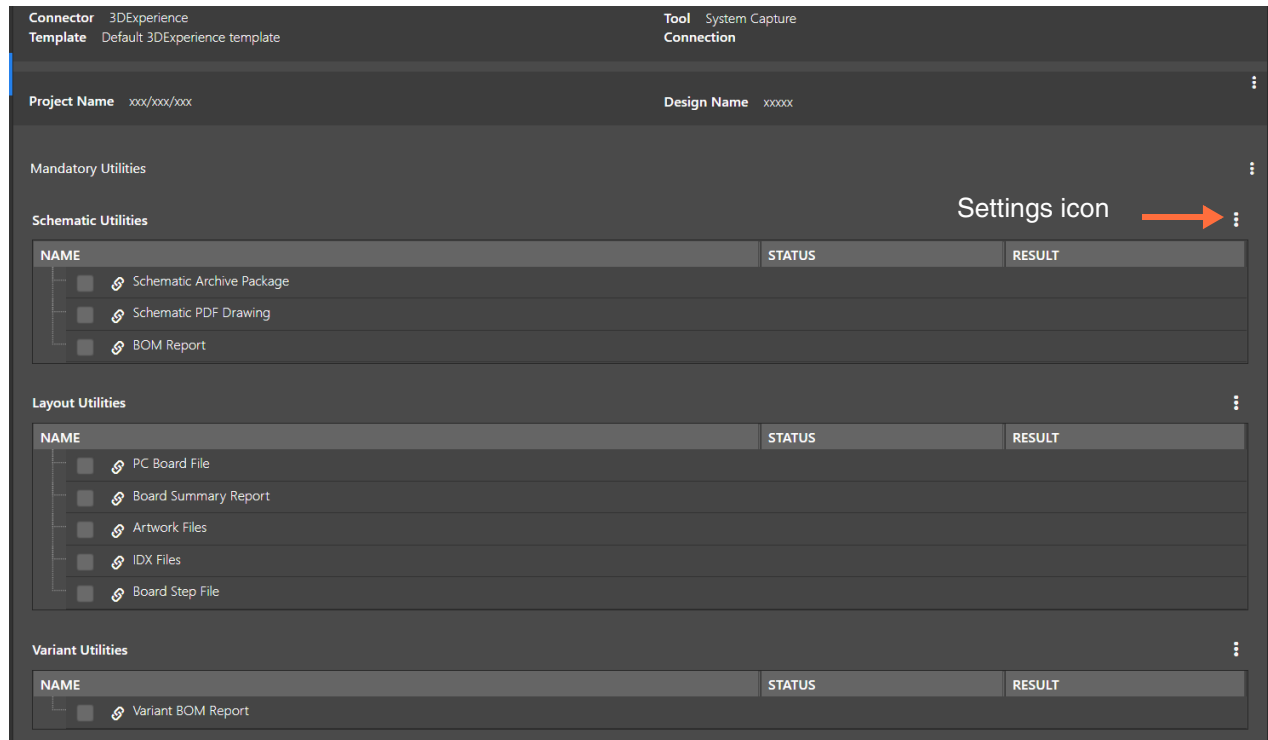 Connector 3DExperience Tool System Capture
Template Default 3DExperience template Connection
Project Name xxx/xxx/xxx Design Name xxxxx
Mandatory Utilities
Settings icon
Schematic Utilities
NAME STATUS RESULT
Schematic Archive Package
Schematic PDF Drawing
BOM Report
Layout Utilities
NAME STATUS RESULT
PC Board File
Board Summary Report
Artwork Files
IDX Files
Board Step File
Variant Utilities
NAME STATUS RESULT
Variant BOM Report